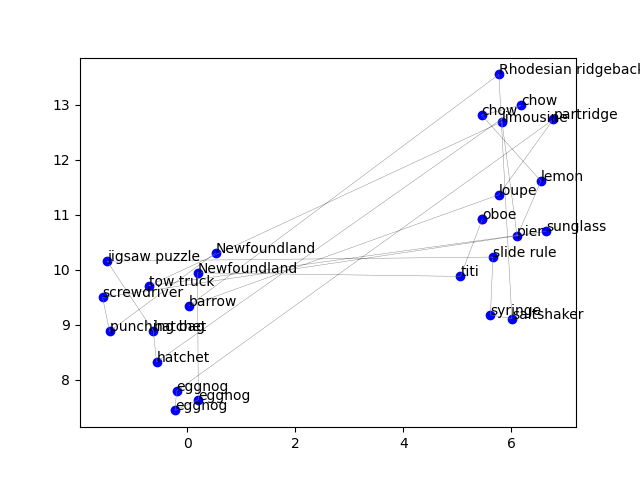 Rhodesian ridgeback
chow
chow
limousine
partridge
lemon
loupe
oboe
pier
sunglass
slide rule
titi
syringe
saltshaker
Newfoundland
Newfoundland
jigsaw puzzle
tow truck
screwdriver
barrow
punching bag
hatchet
hatchet
eggnog
eggnog
eggnog
13
12
11
10
9
8
0
2
4
6